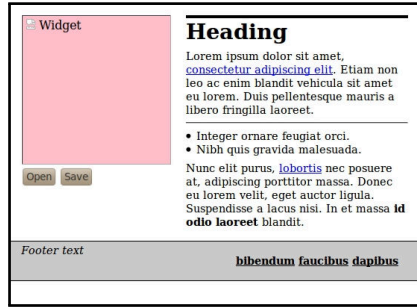 Widget
Open Save
Heading
Lorem ipsum dolor sit amet,
consectetur adipiscing elit. Etiam non
leo ac enim blandit vehicula sit amet
eu lorem. Duis pellentesque mauris a
libero fringilla laoreet.
Integer ornare feugiat orci.
Nibh quis gravida malesuada.
Nunc elit purus, lobortis nec posuere
at, adipiscing porttitor massa. Donec
eu lorem velit, eget auctor ligula.
Suspendisse a lacus nisi. In et massa id
odio laoreet blandit.
Footer text
bibendum faucibus dapibus